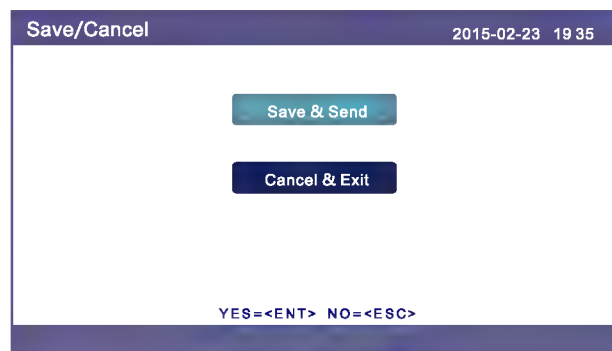 Save/Cancel 2015-02-23 19 35
Save & Send
Cancel & Exit
YES=<ENT> NO=<ESC>